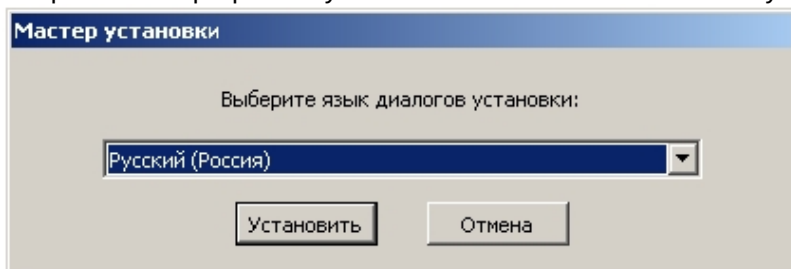 Мастер установки
Выберите язык диалогов установки:
Русский (Россия)
Установить
Отмена